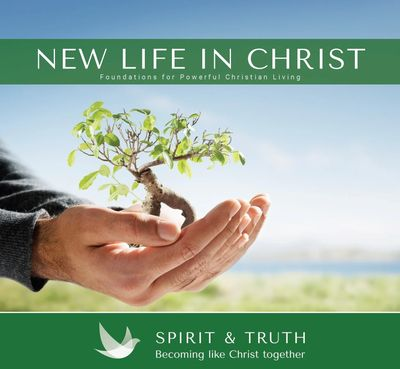 NEW LIFE IN CHRIST
Foundations for Powerful Christian Living
SPIRIT & TRUTH
Becoming like Christ together